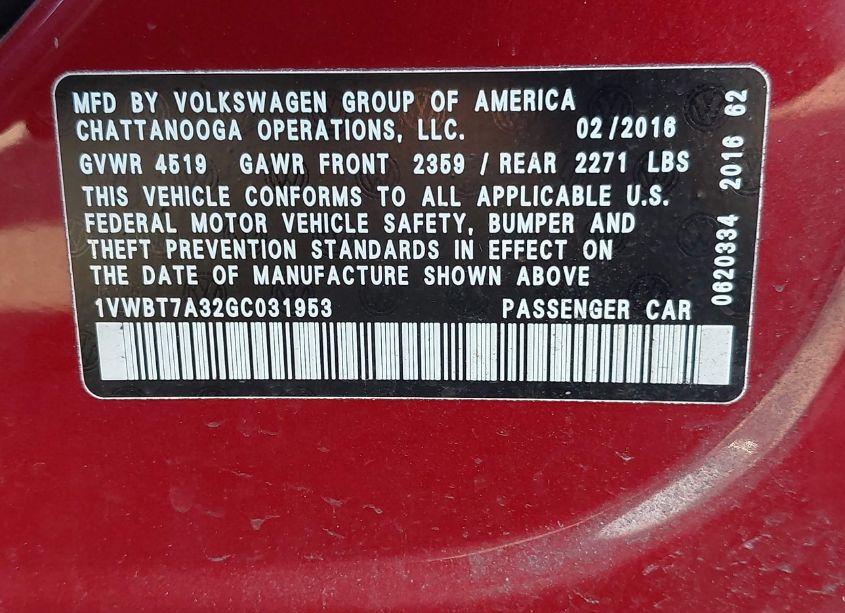 MFD BY VOLKSWAGEN GROUP OF AMERICA
CHATTANOOGA OPERATIONS, LLC. 02/2016
GVWR 4519 GAWR FRONT 2359 / REAR 2271 LBS
THIS VEHICLE CONFORMS TO ALL APPLICABLE U.S.
FEDERAL MOTOR VEHICLE SAFETY, BUMPER AND
THEFT PREVENTION STANDARDS IN EFFECT ON
THE DATE OF MANUFACTURE SHOWN ABOVE
1VWBT7A32GC031953 PASSENGER CAR
0620334 2016 62